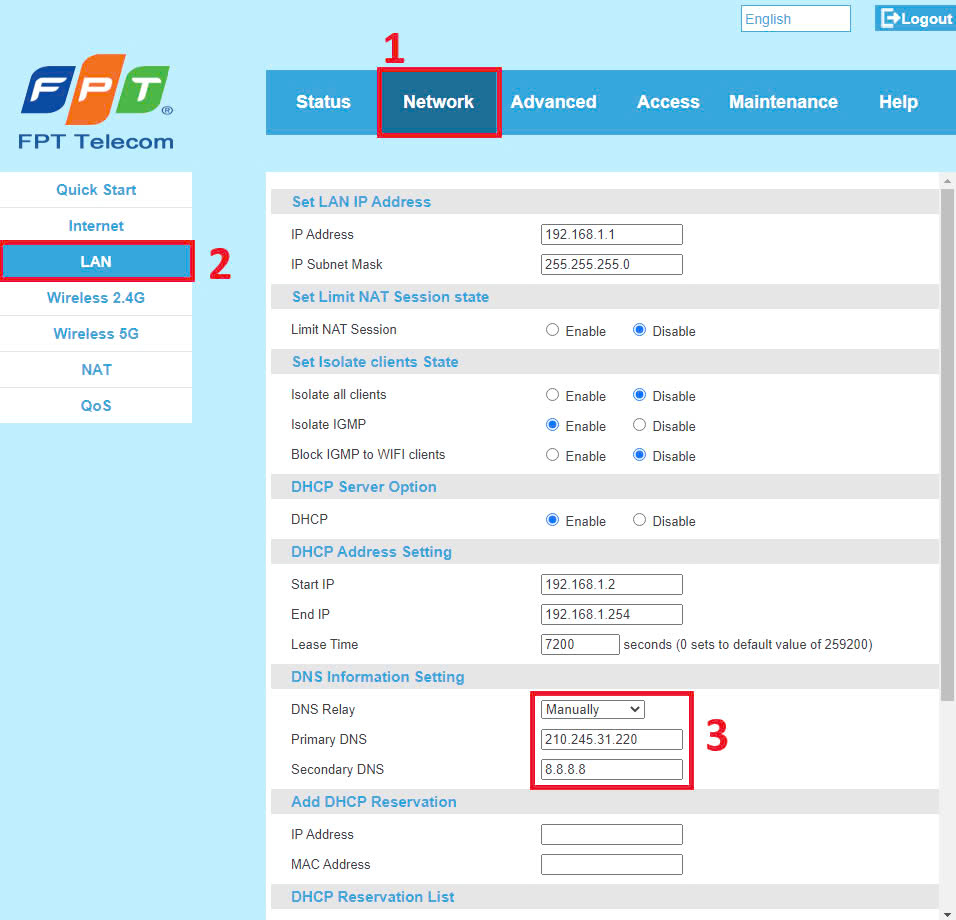 English
Logout
1
FPT®
FPT Telecom
Status Network Advanced Access Maintenance Help
Quick Start
Internet
LAN
2
Wireless 2.4G
Wireless 5G
NAT
QoS
Set LAN IP Address
IP Address 192.168.1.1
IP Subnet Mask 255.255.255.0
Set Limit NAT Session state
Limit NAT Session Enable Disable
Set Isolate clients State
Isolate all clients Enable Disable
Isolate IGMP Enable Disable
Block IGMP to WIFI clients Enable Disable
DHCP Server Option
DHCP Enable Disable
DHCP Address Setting
Start IP 192.168.1.2
End IP 192.168.1.254
Lease Time 7200 seconds (0 sets to default value of 259200)
DNS Information Setting
DNS Relay Manually
Primary DNS 210.245.31.220
Secondary DNS 8.8.8.8
3
Add DHCP Reservation
IP Address
MAC Address
DHCP Reservation List